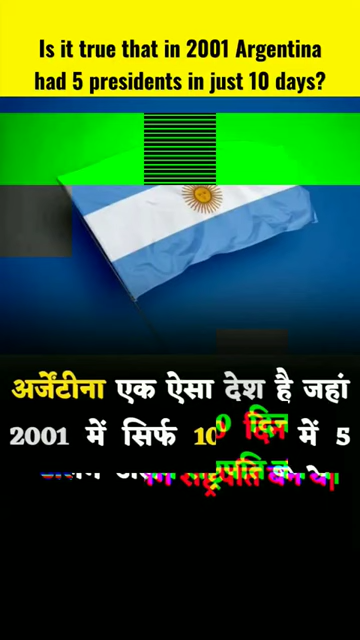 Is it true that in 2001 Argentina
had 5 presidents in just 10 days?
अर्जेंटीना एक ऐसा देश है जहां
2001 में सिर्फ 10 दिन में 5
राष्ट्रपति